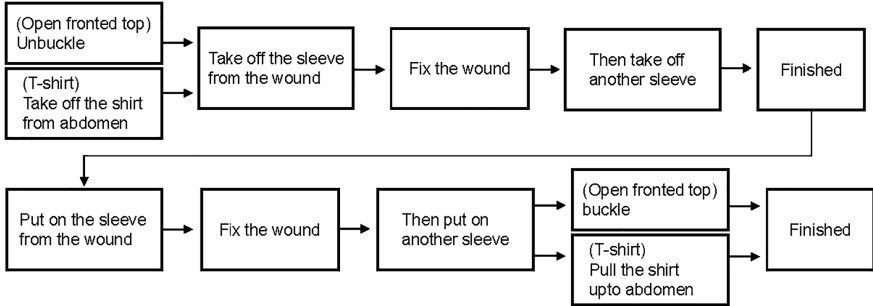 (Open fronted top)
Unbuckle
(T-shirt)
Take off the shirt
from abdomen
Take off the sleeve
from the wound
Fix the wound
Then take off
another sleeve
Finished
Put on the sleeve
from the wound
Fix the wound
Then put on
another sleeve
(Open fronted top)
buckle
(T-shirt)
Pull the shirt
upto abdomen
Finished